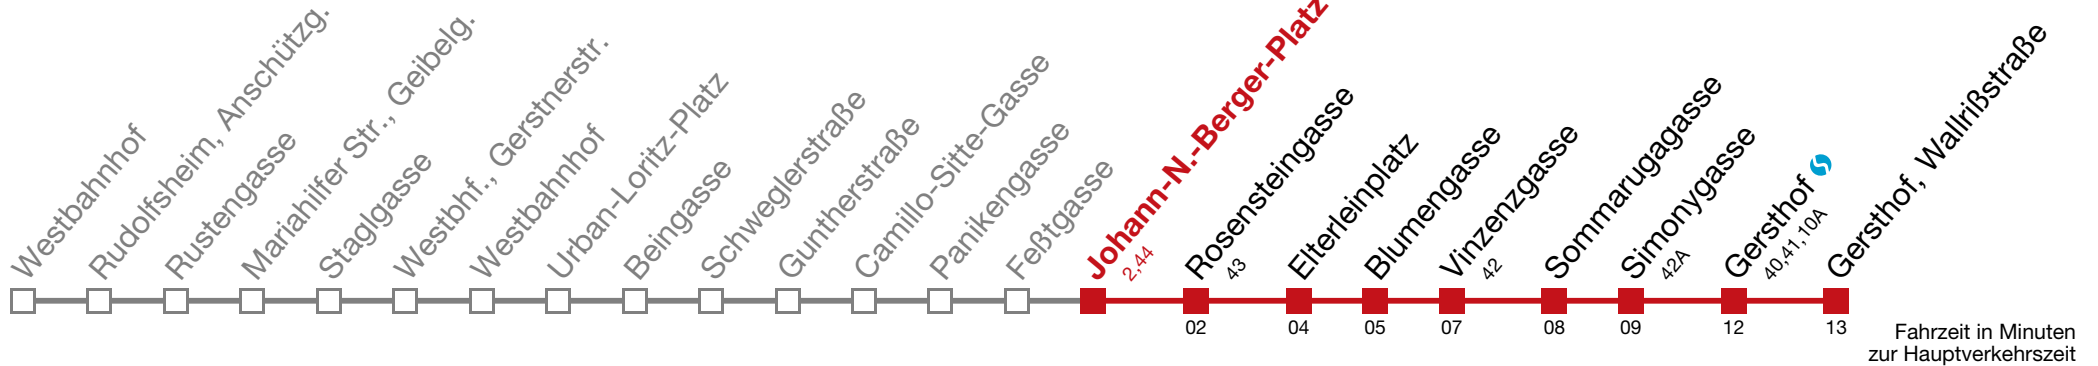 Westbahnhof
Rudolfsheim, Anschützg.
Rustengasse
Mariahilfer Str., Geibelg.
Staglgasse
Westbhf., Gerstnerstr.
Westbahnhof
Urban-Loritz-Platz
Beingasse
Schweglerstraße
Guntherstraße
Camillo-Sitte-Gasse
Panikengasse
Feßtgasse
Johann-N.-Berger-Platz
2,44
Rosensteingasse
43
Elterleinplatz
Blumengasse
Vinzenzgasse
42
Sommarugagasse
Simonygasse
42A
Gersthof
40,41,10A
Gersthof, Wallrißstraße
02 04 05 07 08 09 12 13
Fahrzeit in Minuten
zur Hauptverkehrszeit